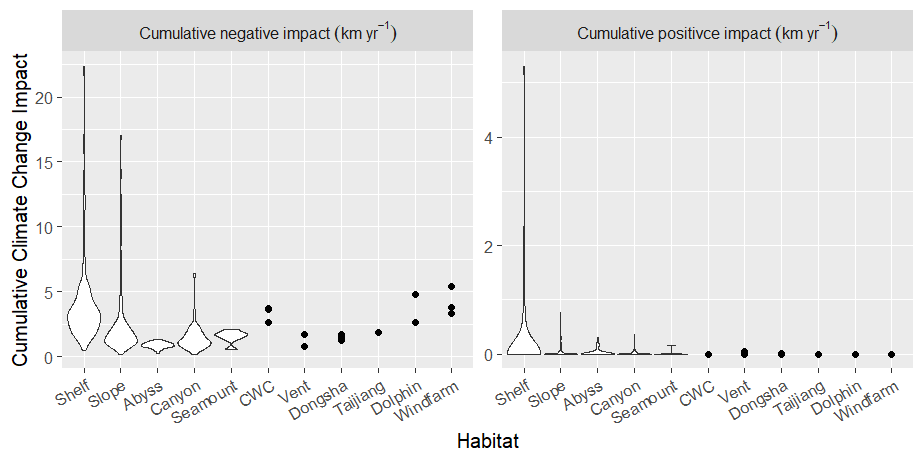 Cumulative negative impact (km yr⁻¹)
Cumulative positivce impact (km yr⁻¹)
Cumulative Climate Change Impact
20
15
10
5
0
4
2
0
Shelf
Slope
Abyss
Canyon
Seamount
CWC
Vent
Dongsha
Taijiang
Dolphin
Windfarm
Shelf
Slope
Abyss
Canyon
Seamount
CWC
Vent
Dongsha
Taijiang
Dolphin
Windfarm
Habitat